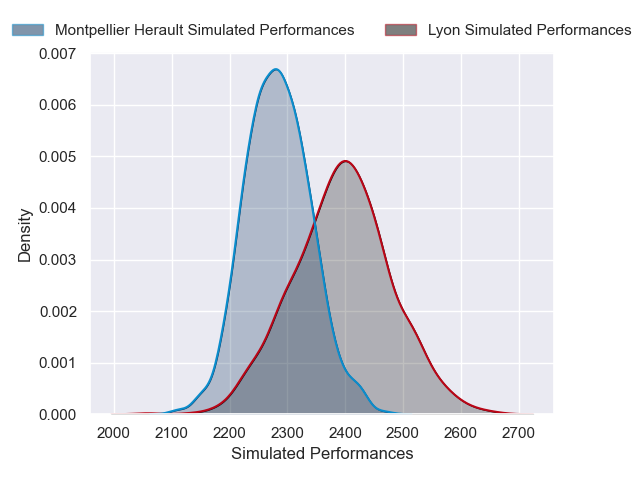 Montpellier Herault Simulated Performances Lyon Simulated Performances
0.007
0.006
0.005
0.004
0.003
0.002
0.001
0.000
Density
2000 2100 2200 2300 2400 2500 2600 2700
Simulated Performances